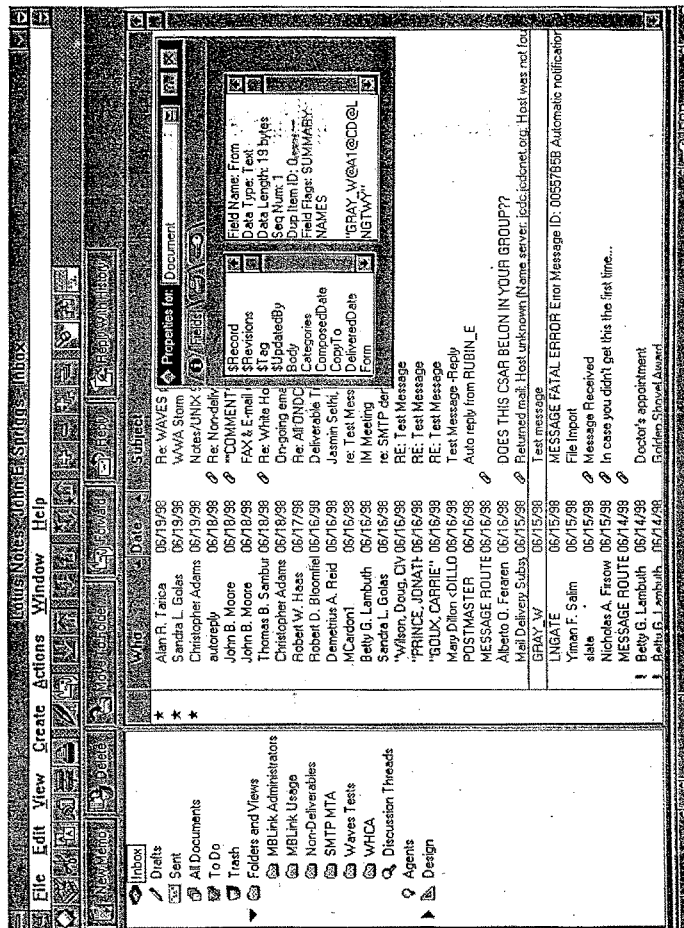 Lotus Notes - John E. Spriggs - Inbox
File Edit View Create Actions Window Help
New Memo Delete Move To Folder Forward Reply Reply With History
Inbox
Drafts
Sent
All Documents
To Do
Trash
Folders and Views
MBLink Administrators
MBLink Usage
Non-Deliverables
SMTP MTA
Waves Tests
WHCA
Discussion Threads
Agents
Design
Who Date Subject
Alan R. Tarica 06/19/98 Re: WAVES
Sandra L. Golas 06/19/98 WWA Storm
Christopher Adams 06/19/98 Notes/UNIX
autoreply 06/18/98 Re: Non-deliv
John B. Moore 06/18/98 **COMMENT
John B. Moore 06/18/98 FAX & E-mail
Thomas B. Sambur 06/18/98 Re: White Ho
Christopher Adams 06/18/98 On-going ema
Robert W. Haas 06/17/98 Re: All ONDC
Robert D. Bloomfiel 06/16/98 Deliverable T
Demetrius A. Reid 06/16/98 Jasmin Sethi,
MCardon1 06/16/98 re: Test Mess
Betty G. Lambuth 06/16/98 IM Meeting
Sandra L. Golas 06/16/98 re: SMTP den
"Wilson, Doug, CIV 06/16/98 RE: Test Message
"PRINCE, JONATH 06/16/98 RE: Test Message
"GOUX, CARRIE" 06/16/98 RE: Test Message
Mary Dillon <DILLO 06/16/98 Test Message -Reply
POSTMASTER 06/16/98 Auto reply from RUBIN_E
MESSAGE ROUTE 06/16/98
Alberto O. Feraren 06/16/98 DOES THIS CSAR BELON IN YOUR GROUP??
Mail Delivery Subsy 06/15/98 Returned mail: Host unknown (Name server: jcdc.jcdcnet.org: Host was not fou
GRAY_W 06/15/98 Test message
LNGATE 06/15/98 MESSAGE FATAL ERROR Error Message ID: 00557B5B Automatic notification
Yiman F. Salim 06/15/98 File Import
slate 06/15/98 Message Received
Nicholas A. Firsow 06/15/98 In case you didn't get this the first time...
MESSAGE ROUTE 06/14/98
Betty G. Lambuth 06/14/98 Doctor's appointment
Betty G. Lambuth 06/14/98 Golden Shovel Award
Properties for: Document
Fields
$Record
$Revisions
$Tag
$UpdatedBy
Body
Categories
ComposedDate
CopyTo
DeliveredDate
Form
Field Name: From
Data Type: Text
Data Length: 19 bytes
Seq Num: 1
Dup Item ID: 0
Field Flags: SUMMARY
NAMES
"GRAY_W@A1@CD@L
NGTWY"